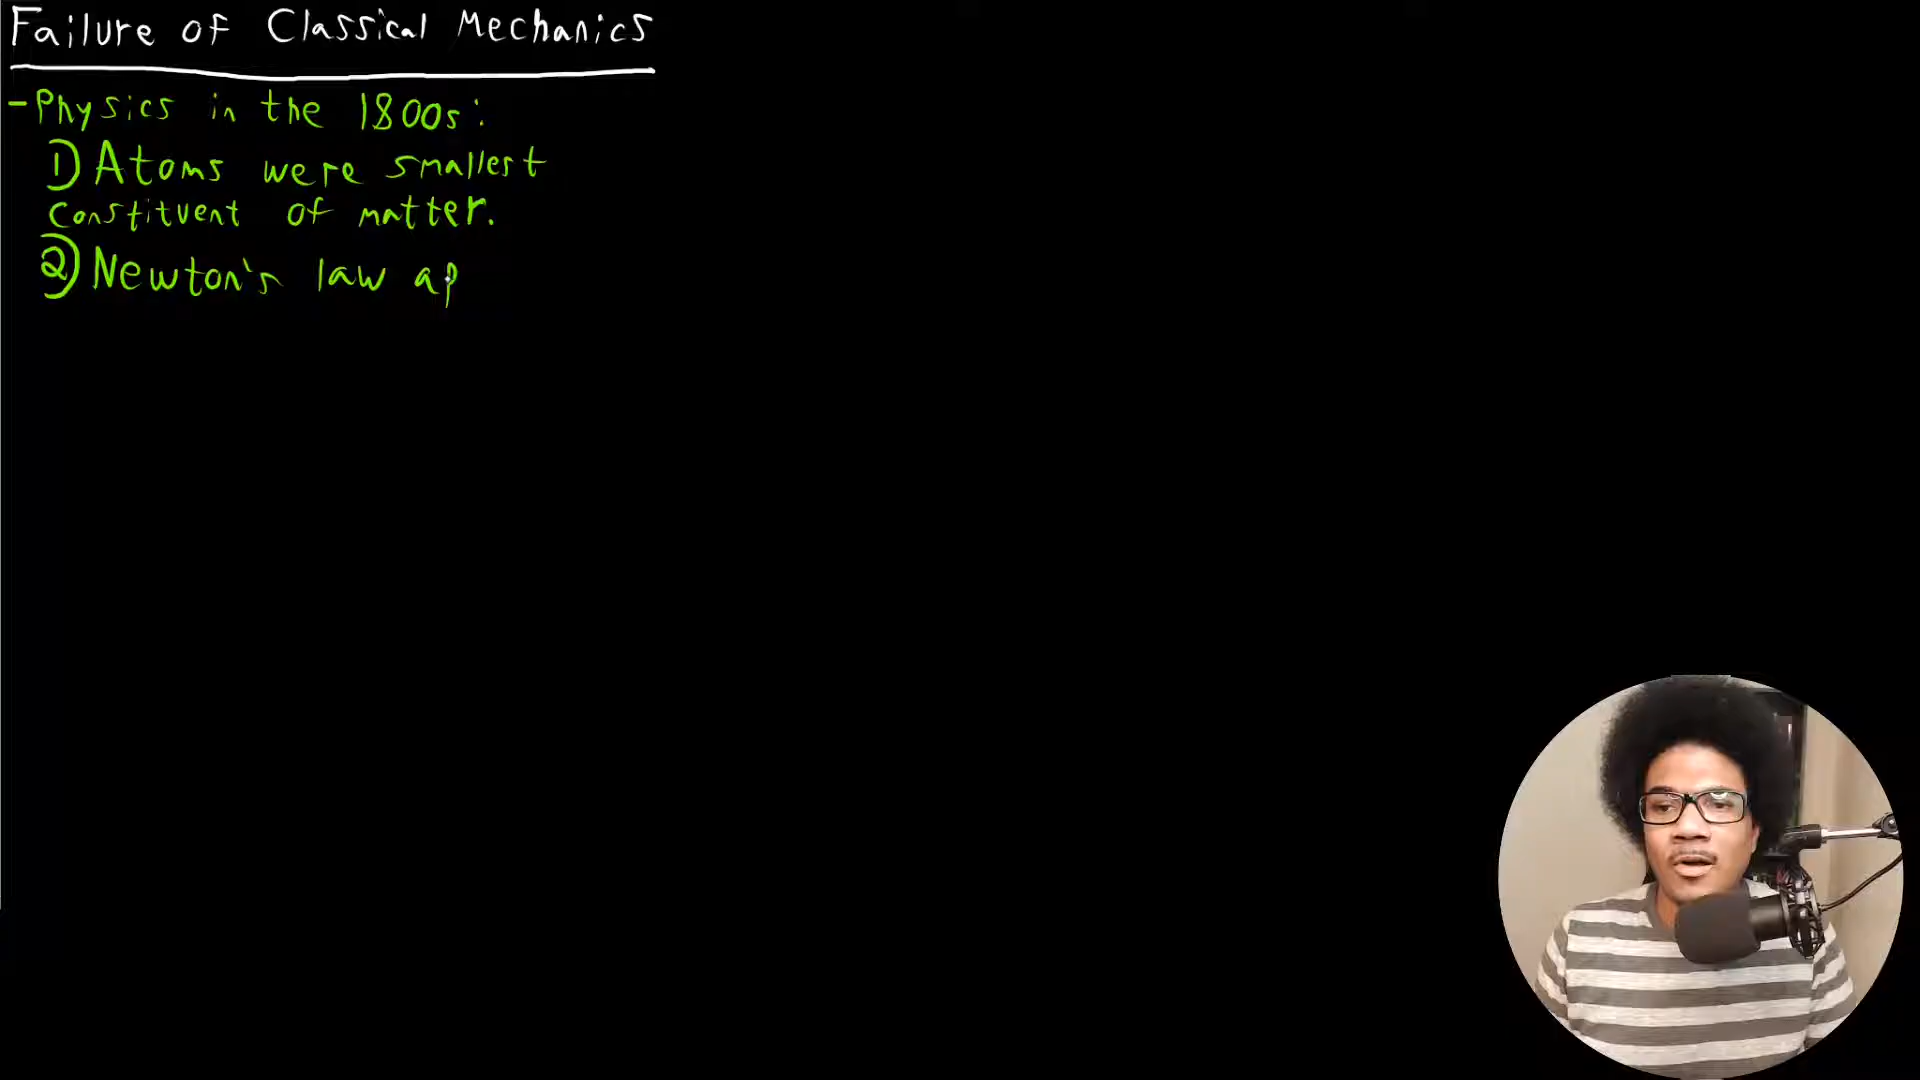 Failure of Classical Mechanics
-Physics in the 1800s:
1) Atoms were smallest
constituent of matter.
2) Newton's law ap